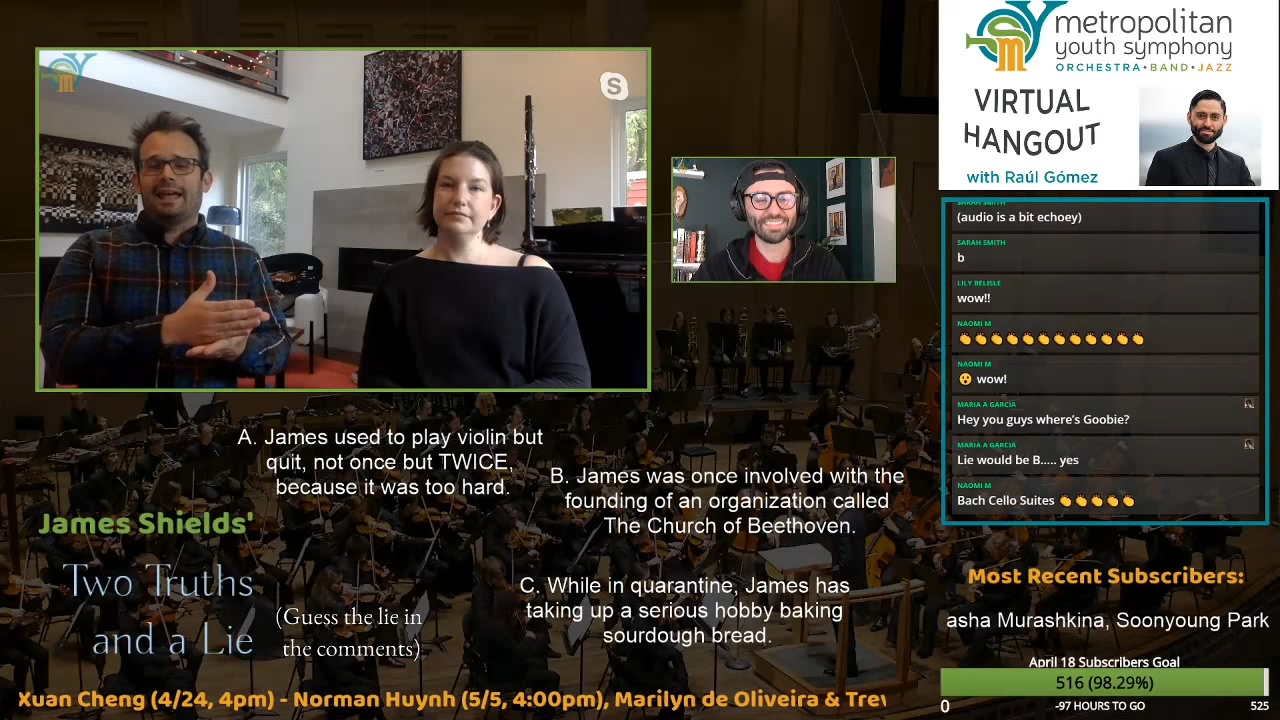 metropolitan
youth symphony
ORCHESTRA • BAND • JAZZ
VIRTUAL
HANGOUT
with Raúl Gómez
S
SARAH SMITH
(audio is a bit echoey)
SARAH SMITH
b
LILY BELISLE
wow!!
NAOMI M
👏👏👏👏👏👏👏👏👏👏👏👏
NAOMI M
😮 wow!
MARIA A GARCÍA
Hey you guys where's Goobie?
MARIA A GARCÍA
Lie would be B..... yes
NAOMI M
Bach Cello Suites 👏👏👏👏👏
A. James used to play violin but
quit, not once but TWICE,
because it was too hard.
B. James was once involved with the
founding of an organization called
The Church of Beethoven.
James Shields'
Two Truths
and a Lie
(Guess the lie in
the comments)
C. While in quarantine, James has
taking up a serious hobby baking
sourdough bread.
Most Recent Subscribers:
asha Murashkina, Soonyoung Park
April 18 Subscribers Goal
516 (98.29%)
0 -97 HOURS TO GO 525
Xuan Cheng (4/24, 4pm) - Norman Huynh (5/5, 4:00pm), Marilyn de Oliveira & Trev